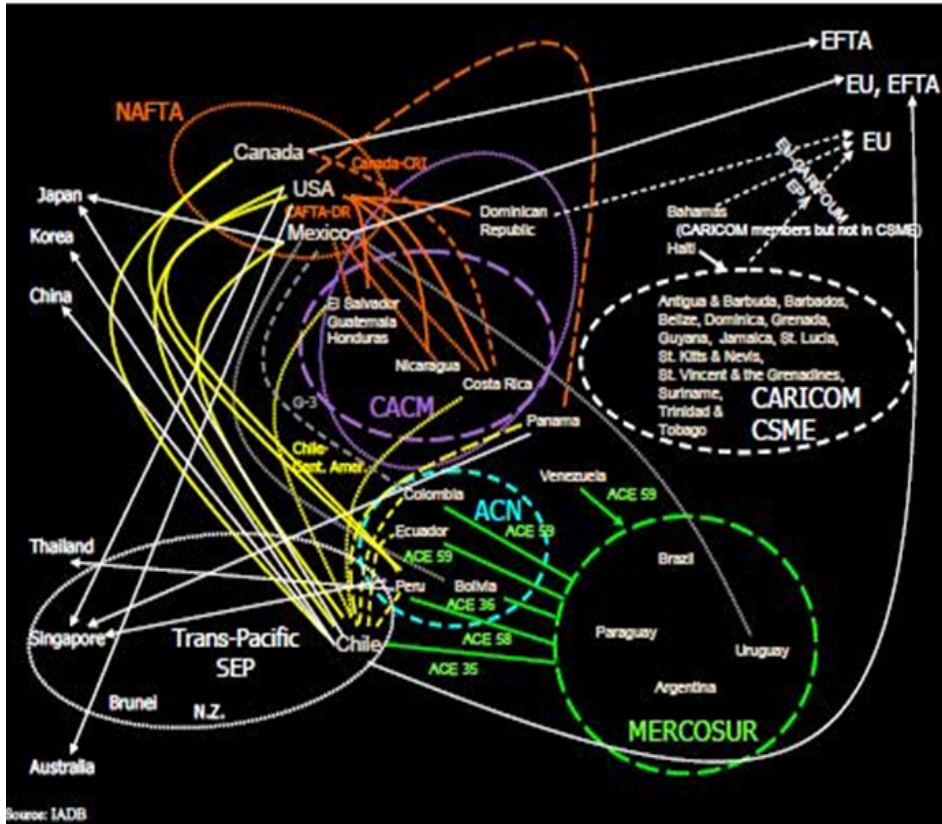 EFTA
EU, EFTA
NAFTA
Canada
Canada-CRI
EU
EU-CARIFOUM
EPA
USA
Japan
CAFTA-DR
Dominican
Republic
Bahamas
(CARICOM members but not in CSME)
Mexico
Korea
Haiti
China
El Salvador
Guatemala
Honduras
Antigua & Barbuda, Barbados,
Belize, Dominica, Grenada,
Guyana, Jamaica, St. Lucia,
St. Kitts & Nevis,
St. Vincent & the Grenadines,
Suriname,
Trinidad &
Tobago
CARICOM
CSME
Nicaragua
Costa Rica
G-3
CACM
Panama
Chile-
Cent. Amer.
Venezuela
ACE 59
Colombia
ACN
ACE 59
Ecuador
ACE 59
Thailand
Brazil
Peru
Bolivia
ACE 36
Singapore
Trans-Pacific
SEP
Chile
ACE 58
Paraguay
Uruguay
ACE 35
Argentina
Brunei
N.Z.
MERCOSUR
Australia
Source: IADB